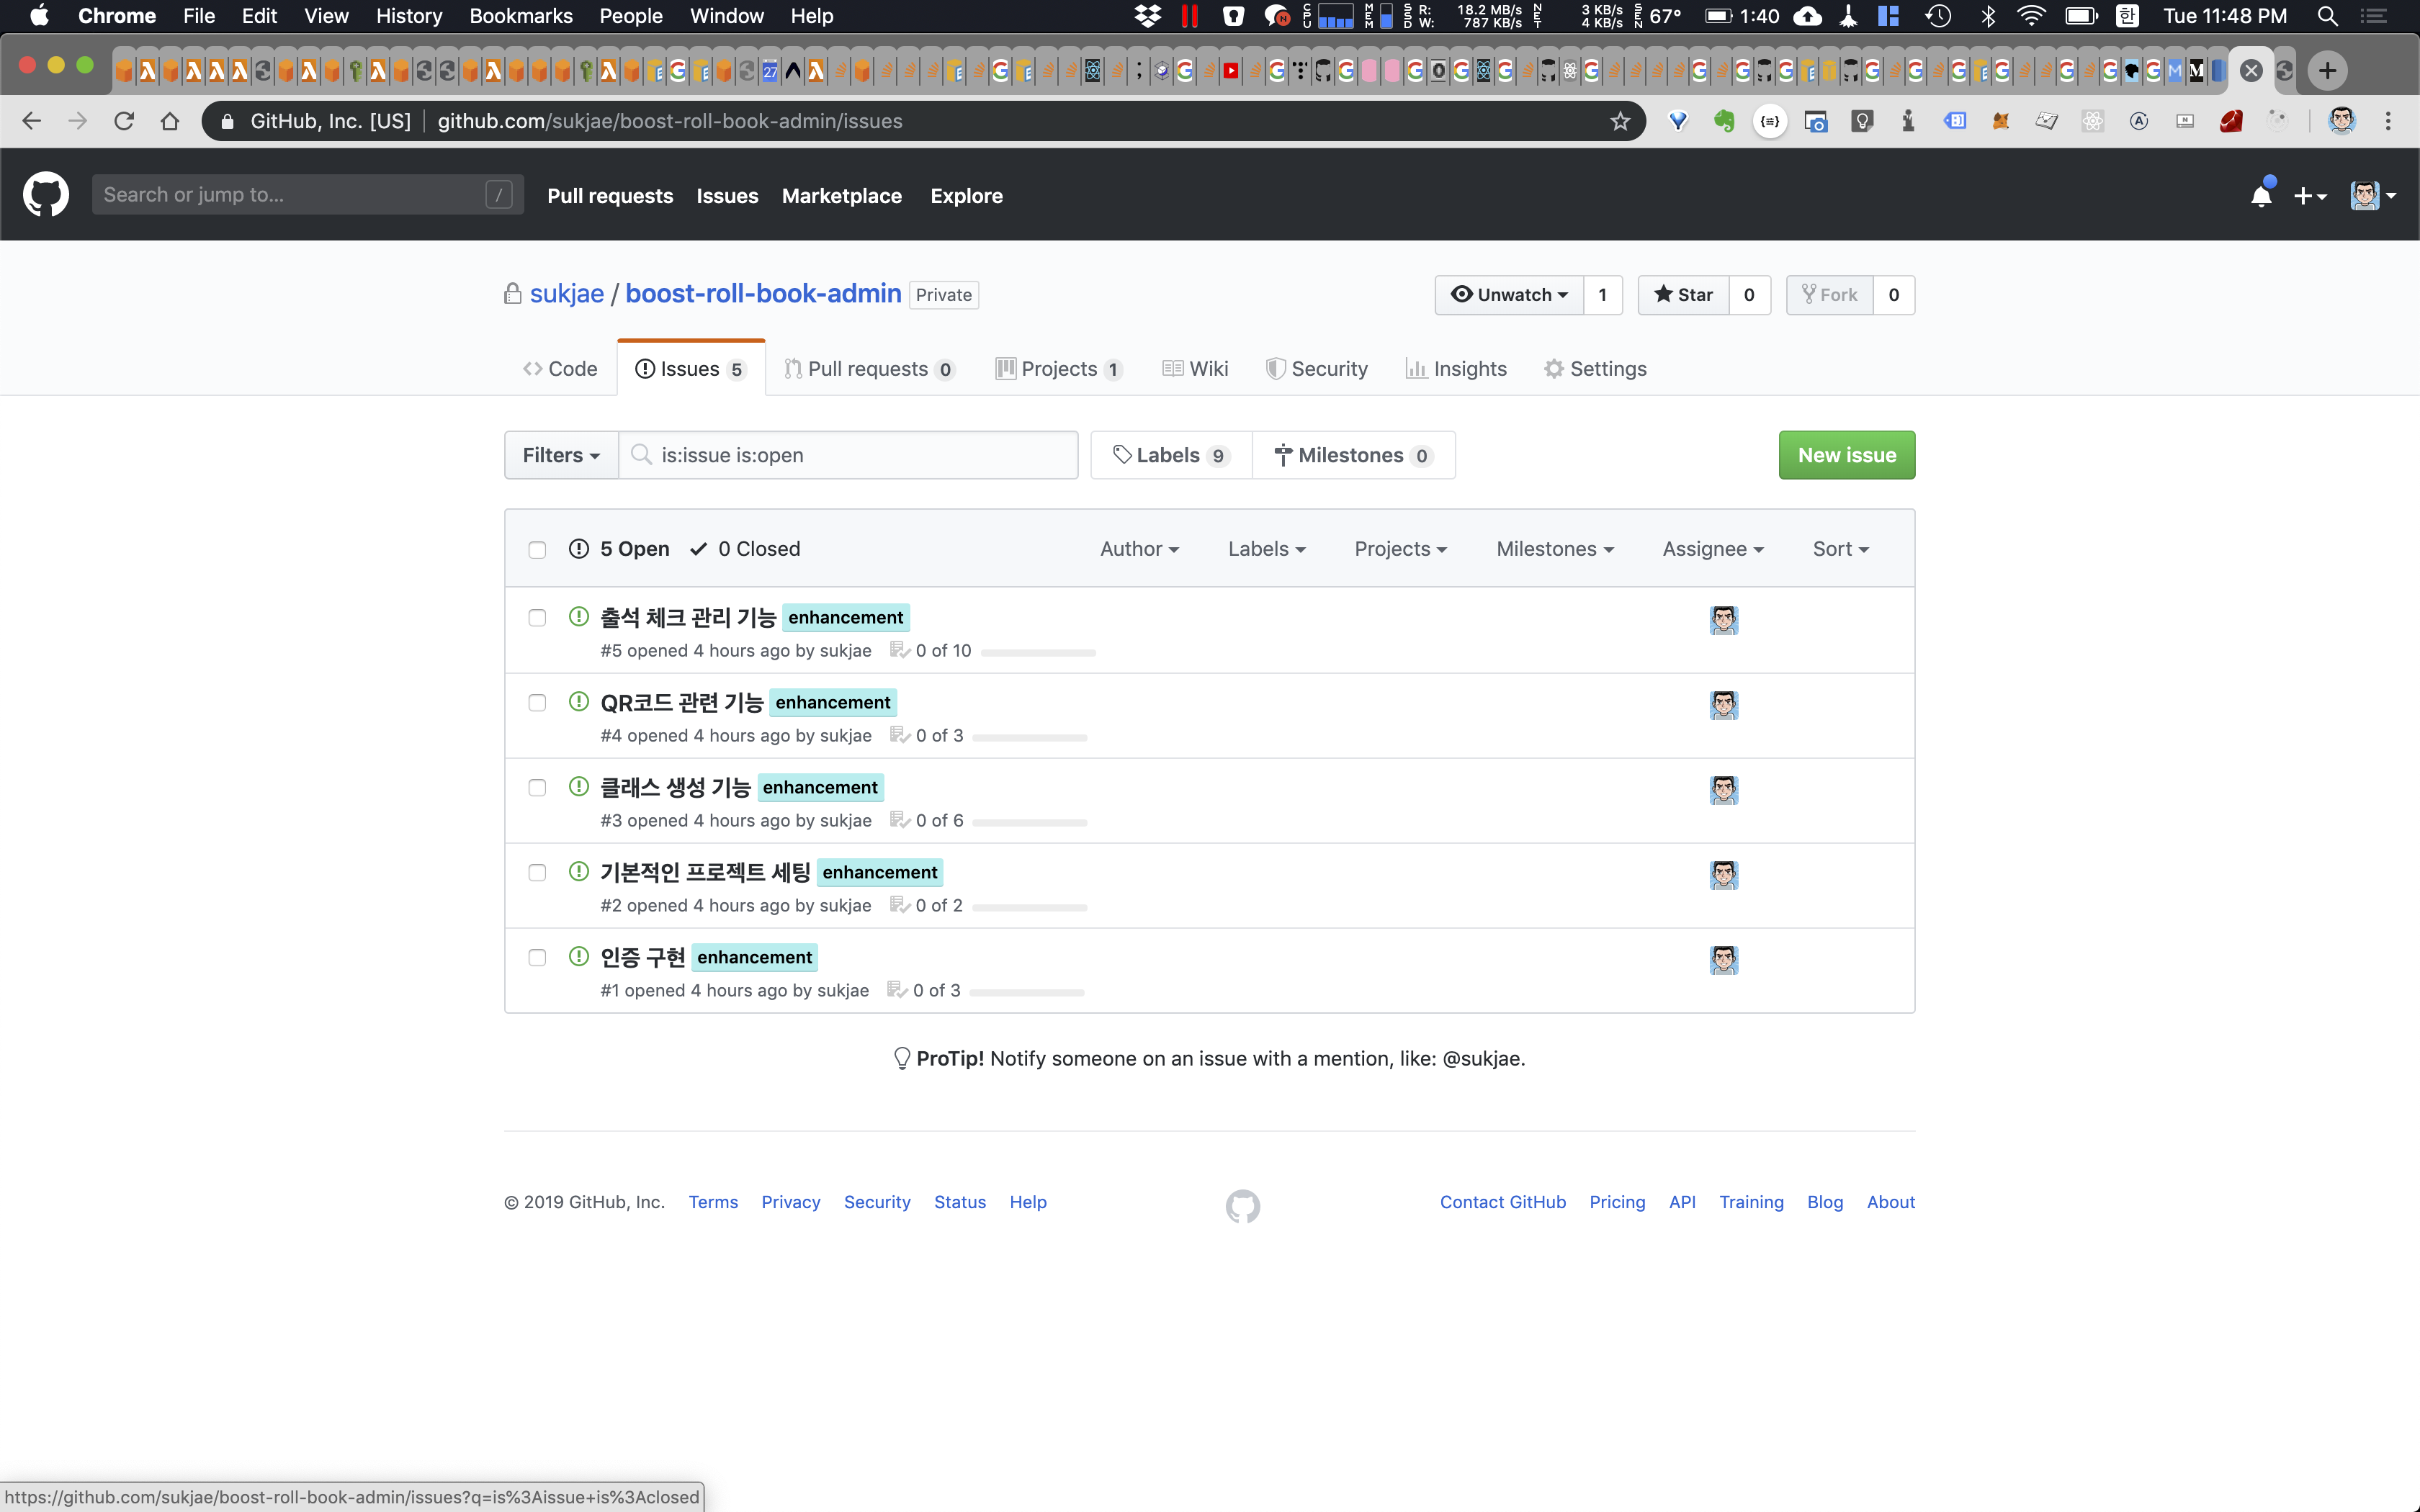 Chrome File Edit View History Bookmarks People Window Help
CPU MEM SSD R: 18.2 MB/s W: 787 KB/s NET 3 KB/s 4 KB/s SEN 67° 1:40 한 Tue 11:48 PM
GitHub, Inc. [US] github.com/sukjae/boost-roll-book-admin/issues
Search or jump to... / Pull requests Issues Marketplace Explore
sukjae / boost-roll-book-admin Private Unwatch 1 Star 0 Fork 0
Code Issues 5 Pull requests 0 Projects 1 Wiki Security Insights Settings
Filters is:issue is:open Labels 9 Milestones 0 New issue
5 Open 0 Closed Author Labels Projects Milestones Assignee Sort
출석 체크 관리 기능 enhancement
#5 opened 4 hours ago by sukjae 0 of 10
QR코드 관련 기능 enhancement
#4 opened 4 hours ago by sukjae 0 of 3
클래스 생성 기능 enhancement
#3 opened 4 hours ago by sukjae 0 of 6
기본적인 프로젝트 세팅 enhancement
#2 opened 4 hours ago by sukjae 0 of 2
인증 구현 enhancement
#1 opened 4 hours ago by sukjae 0 of 3
ProTip! Notify someone on an issue with a mention, like: @sukjae.
© 2019 GitHub, Inc. Terms Privacy Security Status Help Contact GitHub Pricing API Training Blog About
https://github.com/sukjae/boost-roll-book-admin/issues?q=is%3Aissue+is%3Aclosed